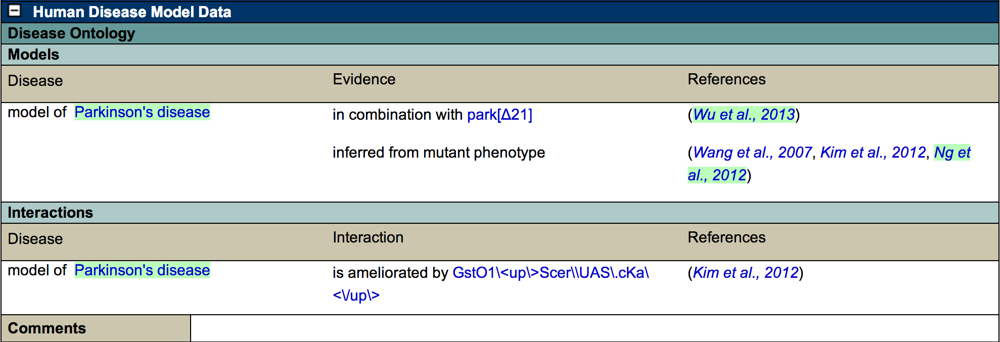 Human Disease Model Data
Disease Ontology
Models
Disease Evidence References
model of Parkinson's disease in combination with park[Δ21] (Wu et al., 2013)
inferred from mutant phenotype (Wang et al., 2007, Kim et al., 2012, Ng et
al., 2012)
Interactions
Disease Interaction References
model of Parkinson's disease is ameliorated by GstO1\<up\>Scer\\UAS\.cKa\ (Kim et al., 2012)
<\/up\>
Comments